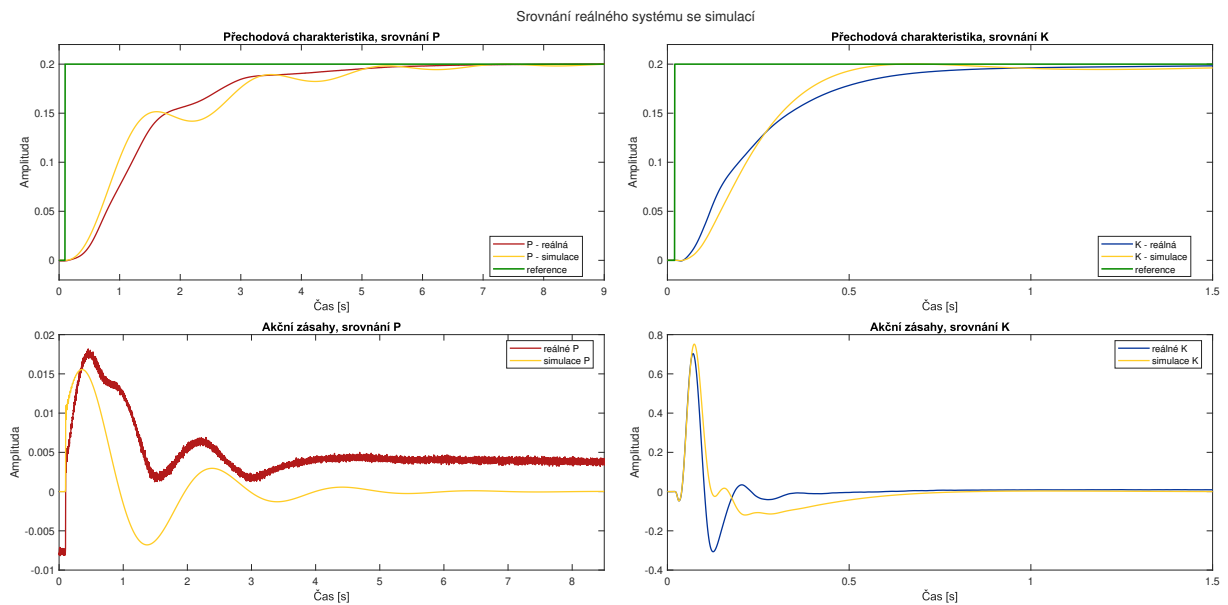 Srovnání reálného systému se simulací
Přechodová charakteristika, srovnání P
0.2
0.15
0.1
0.05
0
Amplituda
P - reálná
P - simulace
reference
0 1 2 3 4 5 6 7 8 9
Čas [s]
Přechodová charakteristika, srovnání K
0.2
0.15
0.1
0.05
0
Amplituda
K - reálná
K - simulace
reference
0 0.5 1 1.5
Čas [s]
Akční zásahy, srovnání P
0.02
0.015
0.01
0.005
0
-0.005
-0.01
Amplituda
reálné P
simulace P
0 1 2 3 4 5 6 7 8
Čas [s]
Akční zásahy, srovnání K
0.8
0.6
0.4
0.2
0
-0.2
-0.4
Amplituda
reálné K
simulace K
0 0.5 1 1.5
Čas [s]